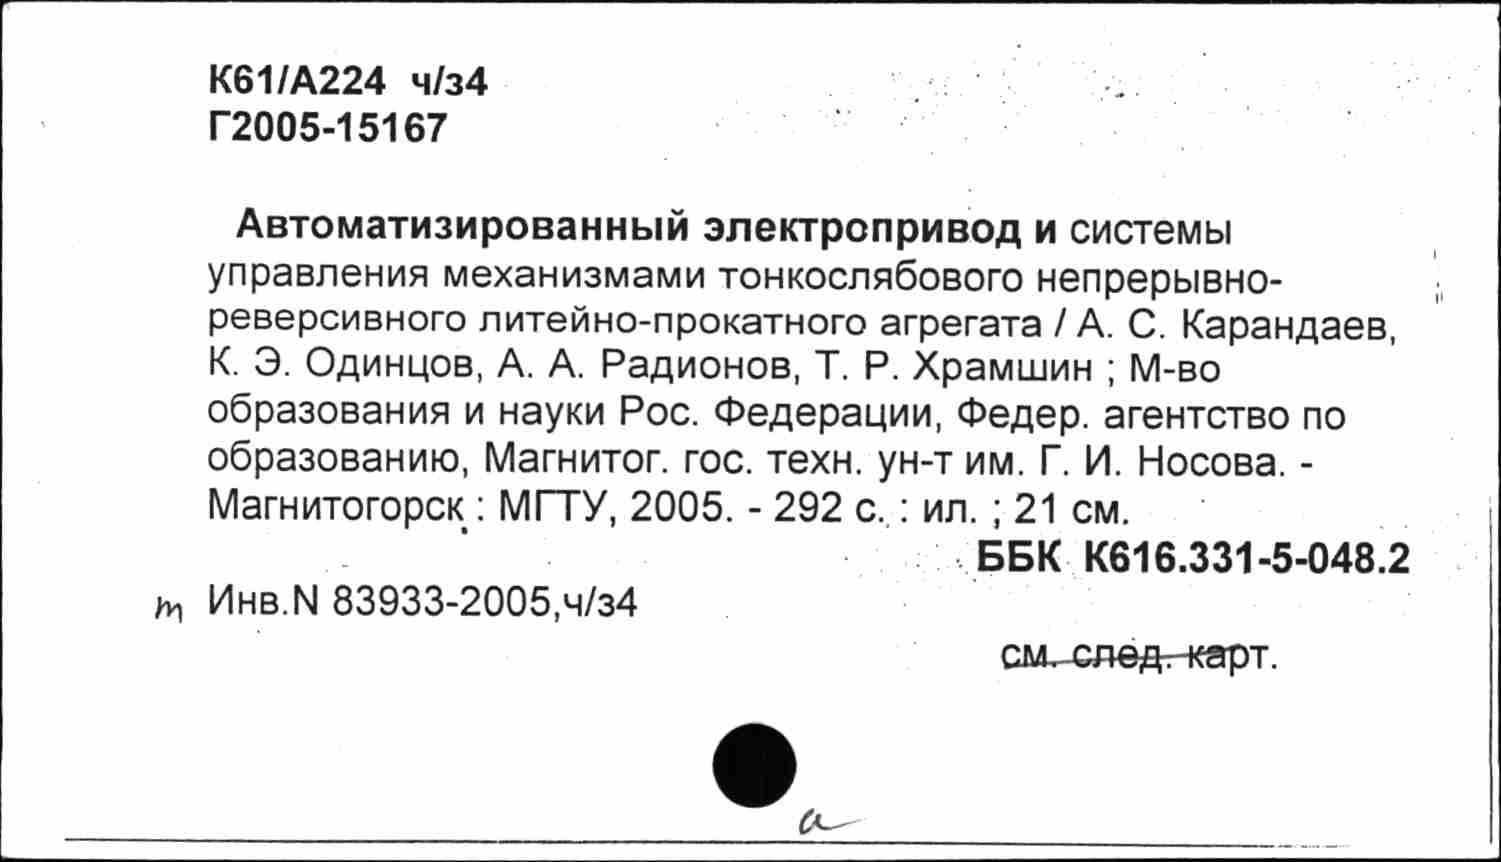 К61/А224 ч/з4
Г2005-15167
Автоматизированный электропривод и системы
управления механизмами тонкослябового непрерывно-
реверсивного литейно-прокатного агрегата / А. С. Карандаев,
К. Э. Одинцов, А. А. Радионов, Т. Р. Храмшин ; М-во
образования и науки Рос. Федерации, Федер. агентство по
образованию, Магнитог. гос. техн. ун-т им. Г. И. Носова. -
Магнитогорск : МГТУ, 2005. - 292 с. : ил. ; 21 см.
ББК К616.331-5-048.2
т Инв.N 83933-2005,ч/з4
см. след. карт.
а